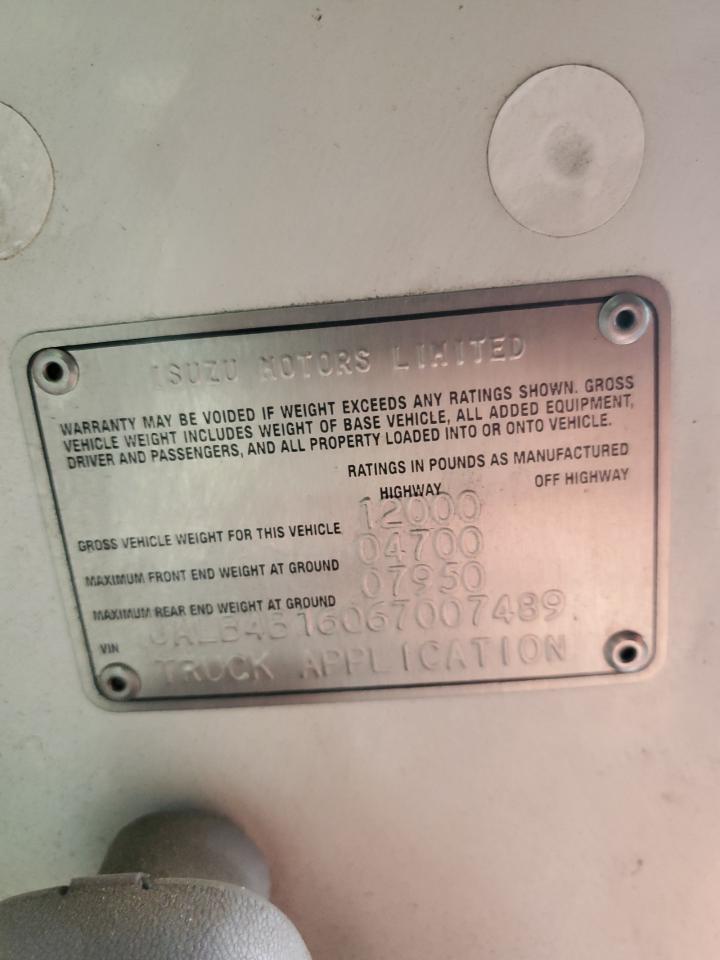 ISUZU MOTORS LIMITED
WARRANTY MAY BE VOIDED IF WEIGHT EXCEEDS ANY RATINGS SHOWN. GROSS
VEHICLE WEIGHT INCLUDES WEIGHT OF BASE VEHICLE, ALL ADDED EQUIPMENT,
DRIVER AND PASSENGERS, AND ALL PROPERTY LOADED INTO OR ONTO VEHICLE.
RATINGS IN POUNDS AS MANUFACTURED
HIGHWAY OFF HIGHWAY
GROSS VEHICLE WEIGHT FOR THIS VEHICLE 12000
MAXIMUM FRONT END WEIGHT AT GROUND 04700
MAXIMUM REAR END WEIGHT AT GROUND 07950
VIN JALB4B16067007489
TRUCK APPLICATION